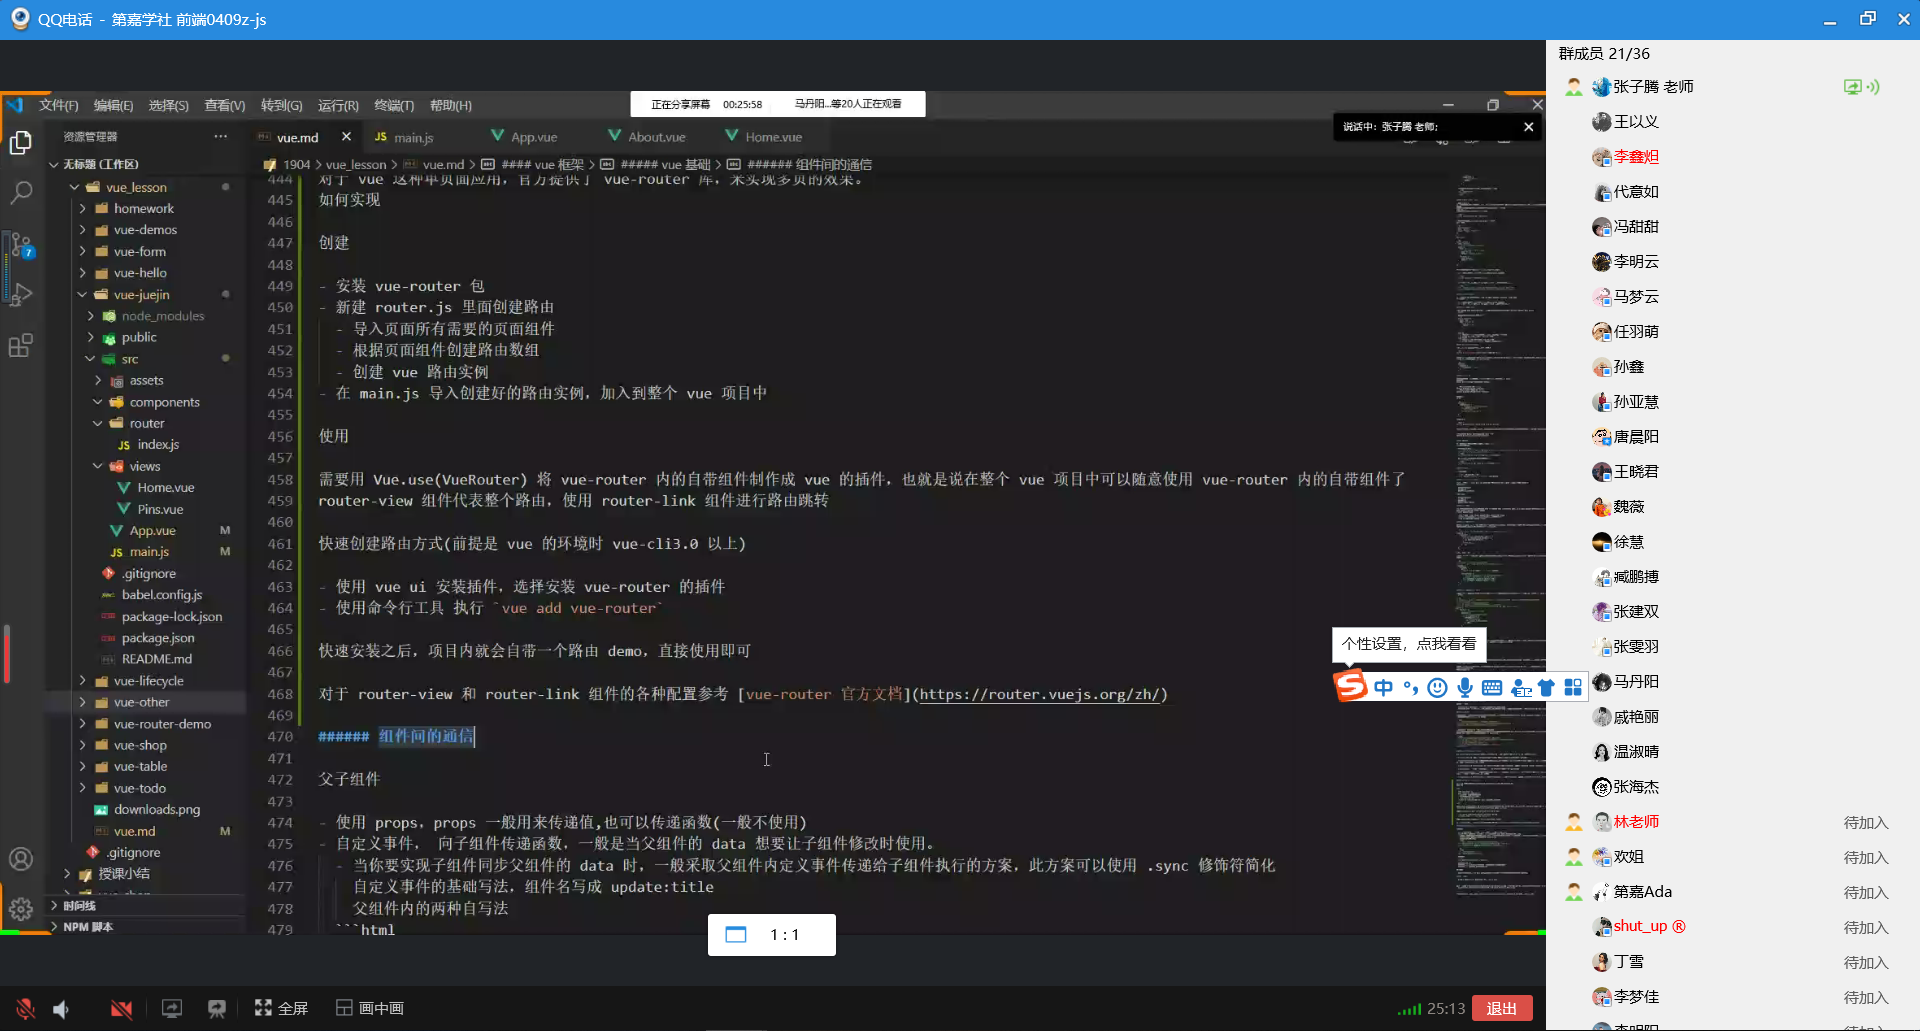 QQ电话 - 第嘉学社 前端0409z-js
群成员 21/36
文件(F) 编辑(E) 选择(S) 查看(V) 转到(G) 运行(R) 终端(T) 帮助(H)
正在分享屏幕 00:25:58 马丹阳...等20人正在观看
说话中: 张子腾 老师;
资源管理器 ···
vue.md
main.js
App.vue
About.vue
Home.vue
无标题 (工作区)
1904 > vue_lesson > vue.md > #### vue 框架 > ##### vue 基础 > ###### 组件间的通信
vue_lesson
homework
vue-demos
vue-form
vue-hello
vue-juejin
node_modules
public
src
assets
components
router
index.js
views
Home.vue
Pins.vue
App.vue M
main.js M
.gitignore
babel.config.js
package-lock.json
package.json
README.md
vue-lifecycle
vue-other
vue-router-demo
vue-shop
vue-table
vue-todo
downloads.png
vue.md M
.gitignore
授课小结
时间线
NPM 脚本
7
444 对于 vue 这种单页面应用，官方提供了 vue-router 库，来实现多页的效果。
445 如何实现
446
447 创建
448
449 - 安装 vue-router 包
450 - 新建 router.js 里面创建路由
451 - 导入页面所有需要的页面组件
452 - 根据页面组件创建路由数组
453 - 创建 vue 路由实例
454 - 在 main.js 导入创建好的路由实例，加入到整个 vue 项目中
455
456 使用
457
458 需要用 Vue.use(VueRouter) 将 vue-router 内的自带组件制作成 vue 的插件，也就是说在整个 vue 项目中可以随意使用 vue-router 内的自带组件了
459 router-view 组件代表整个路由，使用 router-link 组件进行路由跳转
460
461 快速创建路由方式(前提是 vue 的环境时 vue-cli3.0 以上)
462
463 - 使用 vue ui 安装插件，选择安装 vue-router 的插件
464 - 使用命令行工具 执行 `vue add vue-router`
465
466 快速安装之后，项目内就会自带一个路由 demo，直接使用即可
467
468 对于 router-view 和 router-link 组件的各种配置参考 [vue-router 官方文档](https://router.vuejs.org/zh/)
469
470 ###### 组件间的通信
471
472 父子组件
473
474 - 使用 props，props 一般用来传递值,也可以传递函数(一般不使用)
475 - 自定义事件， 向子组件传递函数，一般是当父组件的 data 想要让子组件修改时使用。
476 - 当你要实现子组件同步父组件的 data 时，一般采取父组件内定义事件传递给子组件执行的方案，此方案可以使用 .sync 修饰符简化
477 自定义事件的基础写法，组件名写成 update:title
478 父组件内的两种自写法
479 ```html
个性设置，点我看看
中
1 : 1
全屏
画中画
25:13
退出
张子腾 老师
王以义
李鑫炟
代意如
冯甜甜
李明云
马梦云
任羽萌
孙鑫
孙亚慧
唐晨阳
王晓君
魏薇
徐慧
臧鹏搏
张建双
张雯羽
马丹阳
戚艳丽
温淑晴
张海杰
林老师 待加入
欢姐 待加入
第嘉Ada 待加入
shut_up ® 待加入
丁雪 待加入
李梦佳 待加入